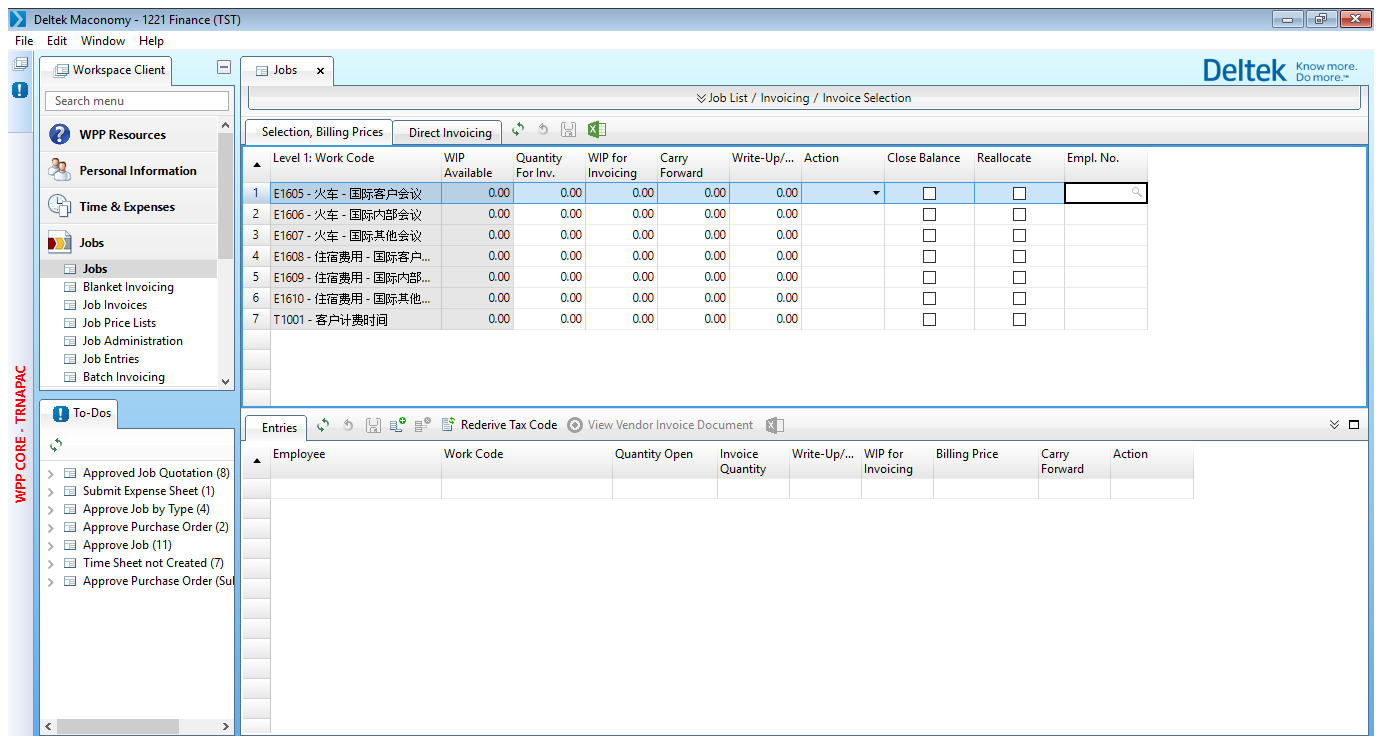 Deltek Maconomy - 1221 Finance (TST)
File Edit Window Help
Workspace Client
Search menu
WPP Resources
Personal Information
Time & Expenses
Jobs
Jobs
Blanket Invoicing
Job Invoices
Job Price Lists
Job Administration
Job Entries
Batch Invoicing
WPP CORE - TRNAPAC
To-Dos
Approved Job Quotation (8)
Submit Expense Sheet (1)
Approve Job by Type (4)
Approve Purchase Order (2)
Approve Job (11)
Time Sheet not Created (7)
Approve Purchase Order (Sul
Jobs
Deltek Know more.
Do more.™
Job List / Invoicing / Invoice Selection
Selection, Billing Prices Direct Invoicing
Level 1: Work Code WIP Available Quantity For Inv. WIP for Invoicing Carry Forward Write-Up/... Action Close Balance Reallocate Empl. No.
1 E1605 - 火车 - 国际客户会议 0.00 0.00 0.00 0.00 0.00
2 E1606 - 火车 - 国际内部会议 0.00 0.00 0.00 0.00 0.00
3 E1607 - 火车 - 国际其他会议 0.00 0.00 0.00 0.00 0.00
4 E1608 - 住宿费用 - 国际客户... 0.00 0.00 0.00 0.00 0.00
5 E1609 - 住宿费用 - 国际内部... 0.00 0.00 0.00 0.00 0.00
6 E1610 - 住宿费用 - 国际其他... 0.00 0.00 0.00 0.00 0.00
7 T1001 - 客户计费时间 0.00 0.00 0.00 0.00 0.00
Entries Rederive Tax Code View Vendor Invoice Document
Employee Work Code Quantity Open Invoice Quantity Write-Up/... WIP for Invoicing Billing Price Carry Forward Action